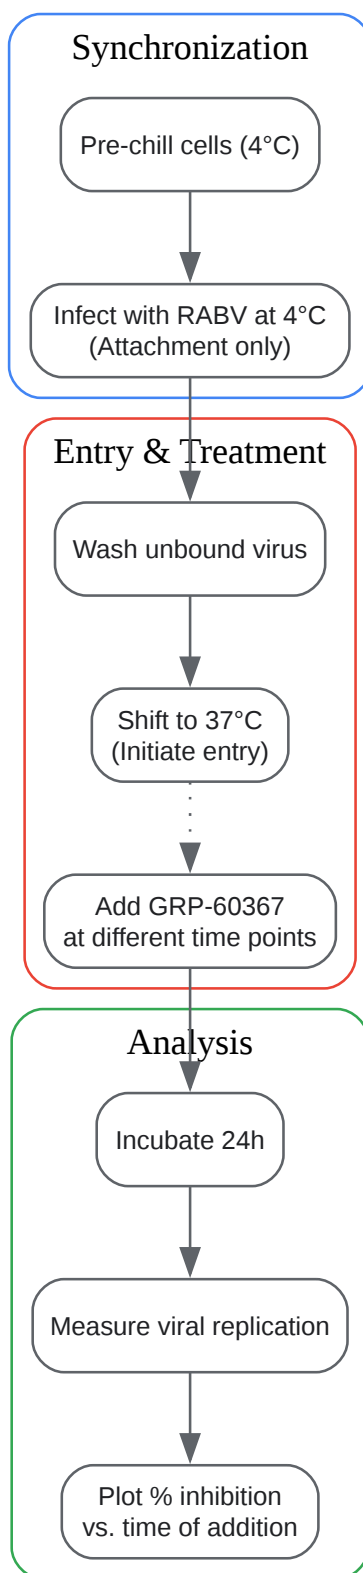 Synchronization
Pre-chill cells (4°C)
Infect with RABV at 4°C
(Attachment only)
Entry & Treatment
Wash unbound virus
Shift to 37°C
(Initiate entry)
Add GRP-60367
at different time points
Analysis
Incubate 24h
Measure viral replication
Plot % inhibition
vs. time of addition